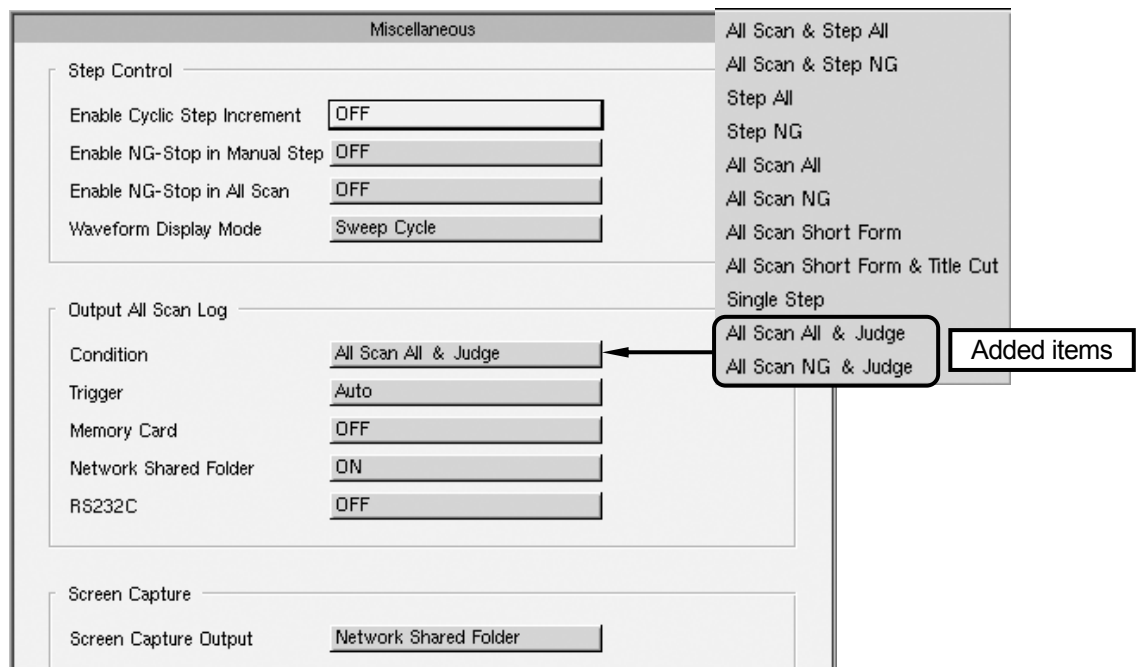 Miscellaneous
Step Control
Enable Cyclic Step Increment OFF
Enable NG-Stop in Manual Step OFF
Enable NG-Stop in All Scan OFF
Waveform Display Mode Sweep Cycle
Output All Scan Log
Condition All Scan All & Judge
Trigger Auto
Memory Card OFF
Network Shared Folder ON
RS232C OFF
Screen Capture
Screen Capture Output Network Shared Folder
All Scan & Step All
All Scan & Step NG
Step All
Step NG
All Scan All
All Scan NG
All Scan Short Form
All Scan Short Form & Title Cut
Single Step
All Scan All & Judge
All Scan NG & Judge
Added items